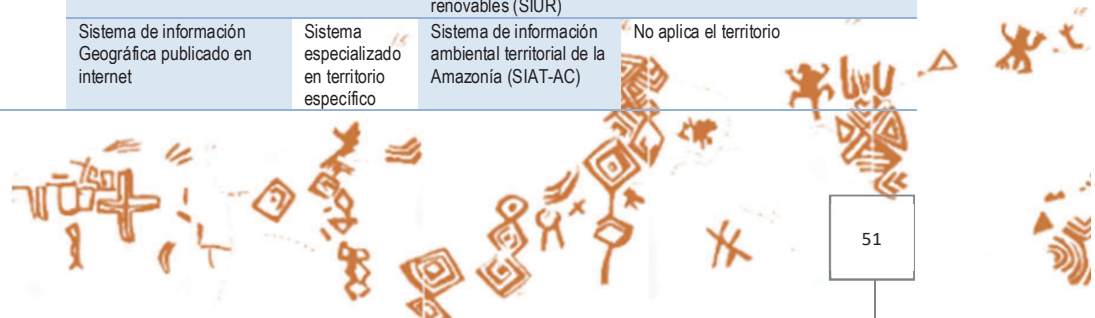 renovables (SIUR)
Sistema de información
Geográfica publicado en
internet
Sistema
especializado
en territorio
específico
Sistema de información
ambiental territorial de la
Amazonía (SIAT-AC)
No aplica el territorio
51